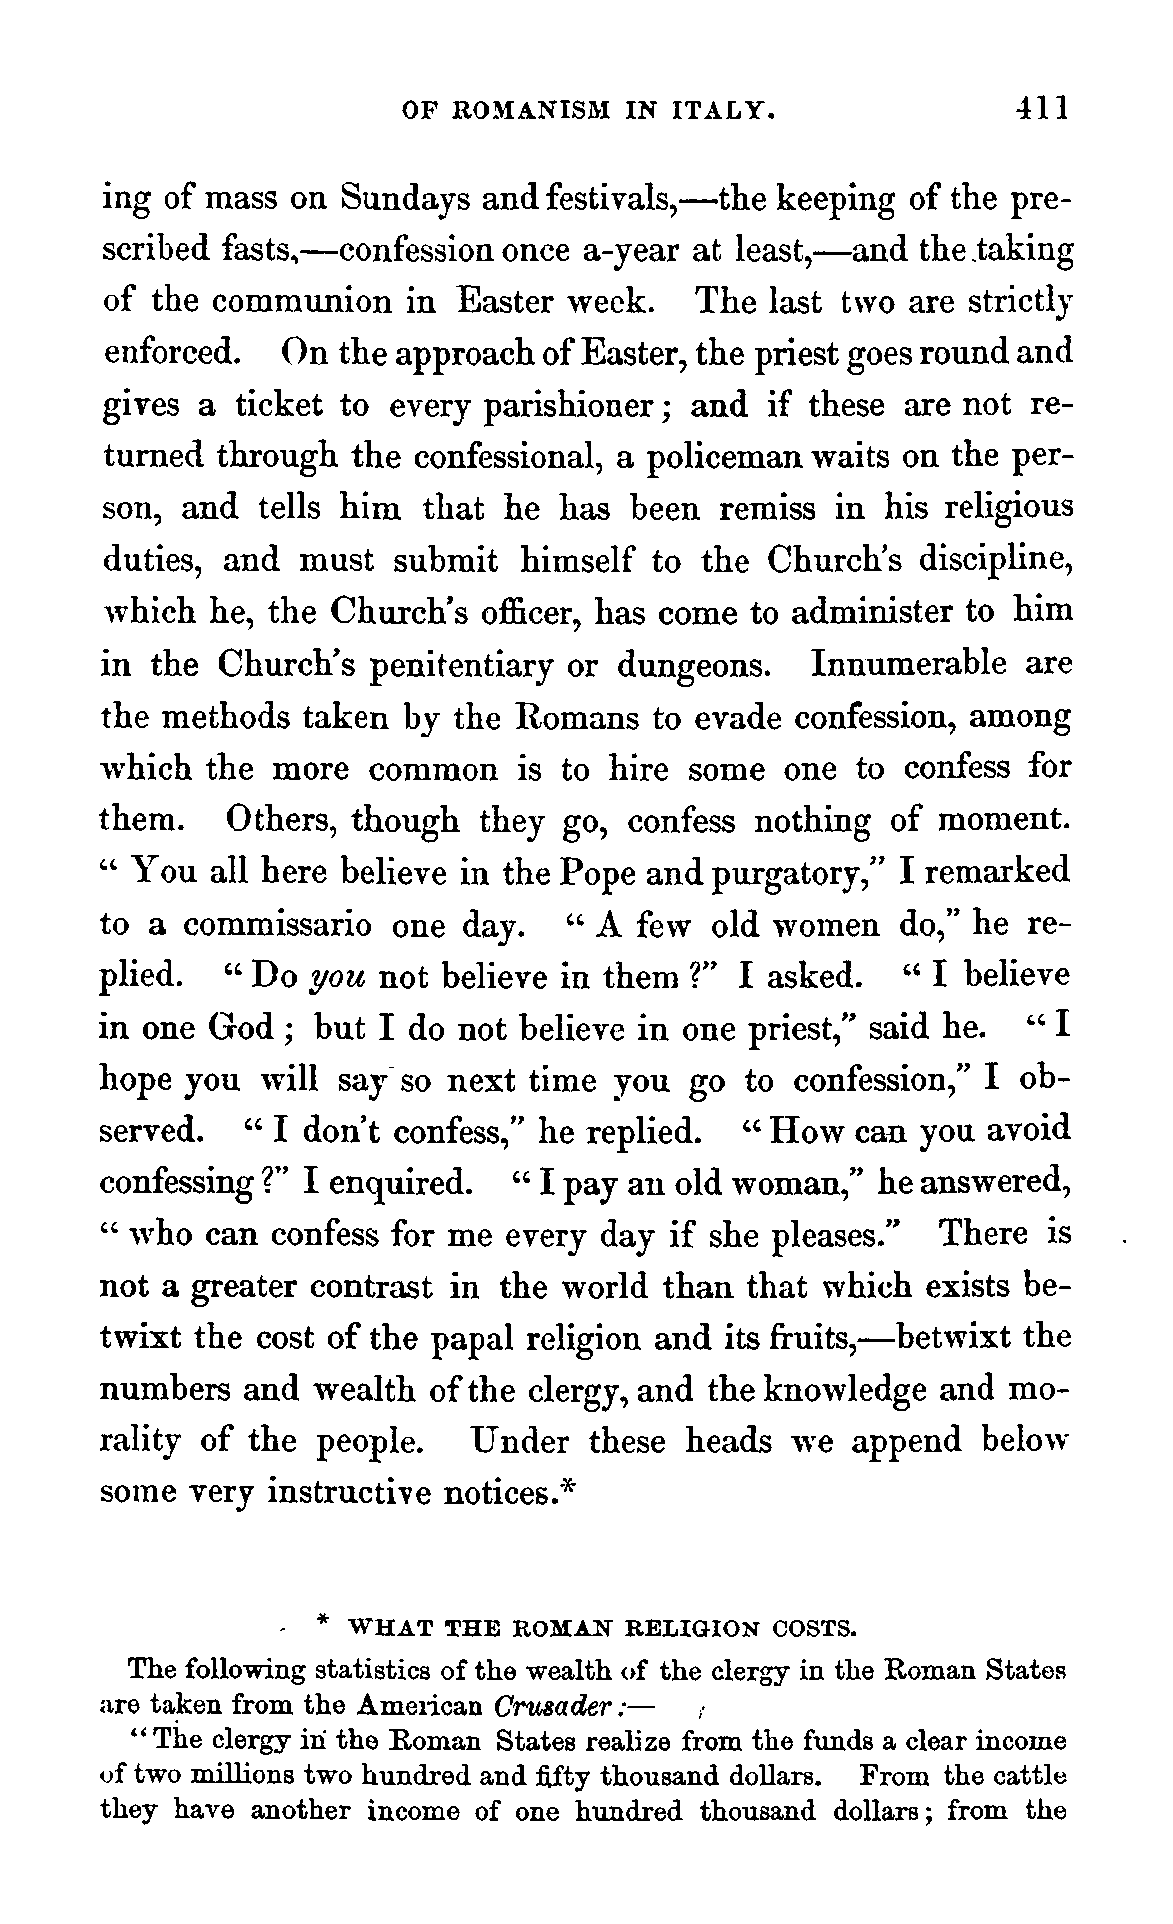 OF ROMANISM IN ITALY. 411
ing of mass on Sundays and festivals,—the keeping of the pre-
scribed fasts,—confession once a-year at least,—and the taking
of the communion in Easter week. The last two are strictly
enforced. On the approach of Easter, the priest goes round and
gives a ticket to every parishioner; and if these are not re-
turned through the confessional, a policeman waits on the per-
son, and tells him that he has been remiss in his religious
duties, and must submit himself to the Church's discipline,
which he, the Church's officer, has come to administer to him
in the Church's penitentiary or dungeons. Innumerable are
the methods taken by the Romans to evade confession, among
which the more common is to hire some one to confess for
them. Others, though they go, confess nothing of moment.
“ You all here believe in the Pope and purgatory,” I remarked
to a commissario one day. “ A few old women do,” he re-
plied. “ Do you not believe in them ?” I asked. “ I believe
in one God ; but I do not believe in one priest,” said he. “ I
hope you will say so next time you go to confession,” I ob-
served. “ I don't confess,” he replied. “ How can you avoid
confessing ?” I enquired. “ I pay an old woman,” he answered,
“ who can confess for me every day if she pleases.” There is
not a greater contrast in the world than that which exists be-
twixt the cost of the papal religion and its fruits,—betwixt the
numbers and wealth of the clergy, and the knowledge and mo-
rality of the people. Under these heads we append below
some very instructive notices.*
* WHAT THE ROMAN RELIGION COSTS.
The following statistics of the wealth of the clergy in the Roman States
are taken from the American Crusader :—
“ The clergy in the Roman States realize from the funds a clear income
of two millions two hundred and fifty thousand dollars. From the cattle
they have another income of one hundred thousand dollars; from the